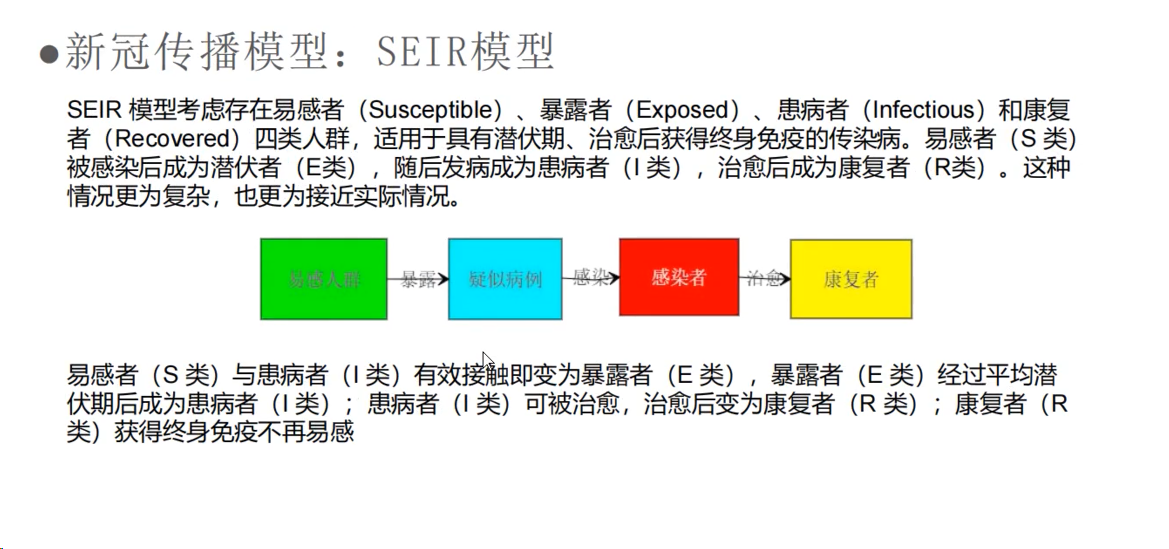 ●新冠传播模型：SEIR模型
SEIR 模型考虑存在易感者（Susceptible）、暴露者（Exposed）、患病者（Infectious）和康复
者（Recovered）四类人群，适用于具有潜伏期、治愈后获得终身免疫的传染病。易感者（S 类）
被感染后成为潜伏者（E类），随后发病成为患病者（I 类），治愈后成为康复者（R类）。这种
情况更为复杂，也更为接近实际情况。
易感人群 暴露 疑似病例 感染 感染者 治愈 康复者
易感者（S 类）与患病者（I 类）有效接触即变为暴露者（E 类），暴露者（E 类）经过平均潜
伏期后成为患病者（I 类）；患病者（I 类）可被治愈，治愈后变为康复者（R 类）；康复者（R
类）获得终身免疫不再易感